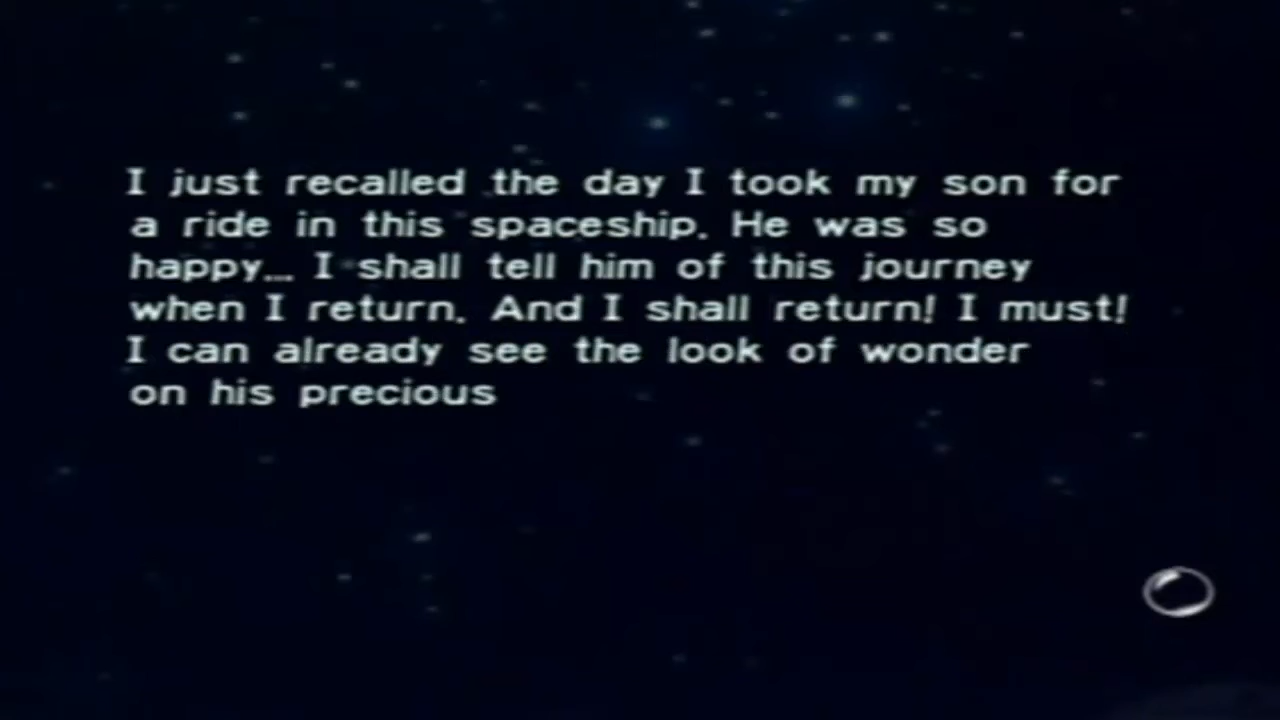 I just recalled the day I took my son for
a ride in this spaceship. He was so
happy... I shall tell him of this journey
when I return. And I shall return! I must!
I can already see the look of wonder
on his precious